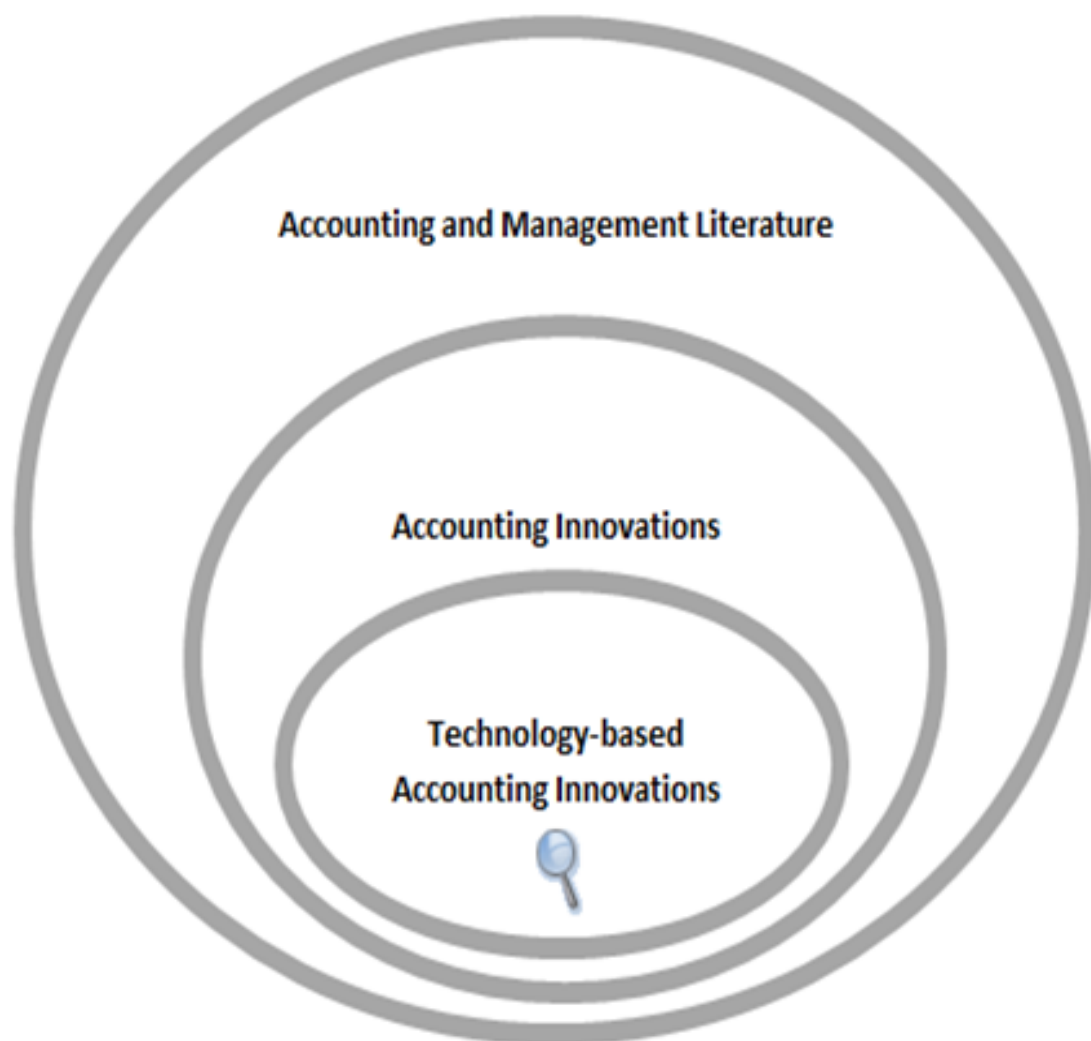 Accounting and Management Literature
Accounting Innovations
Technology-based
Accounting Innovations